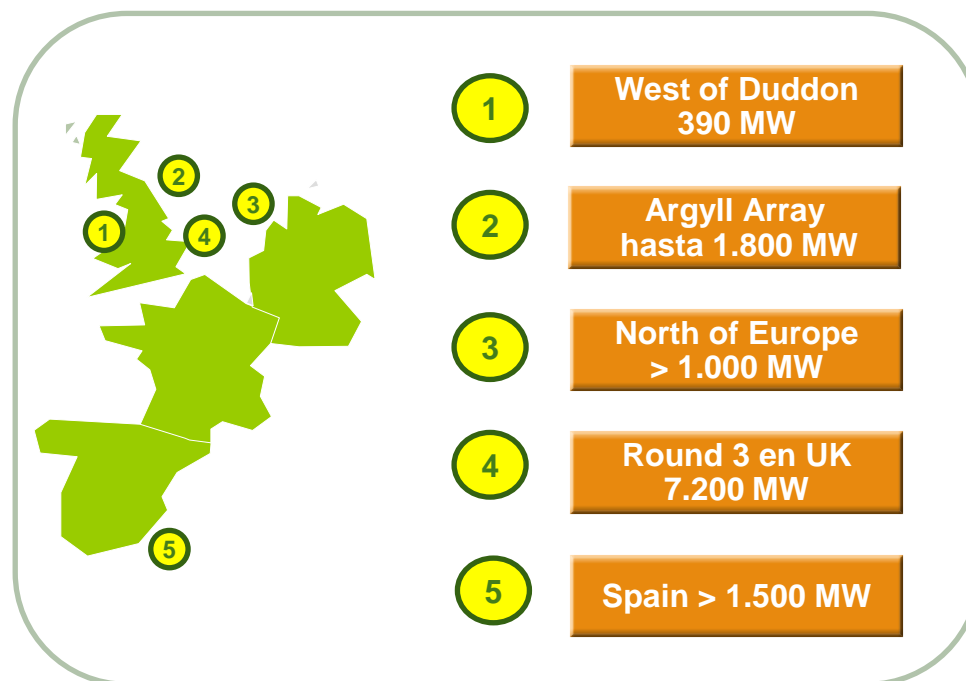 1
West of Duddon
390 MW
2
Argyll Array
hasta 1.800 MW
3
North of Europe
> 1.000 MW
4
Round 3 en UK
7.200 MW
5
Spain > 1.500 MW
2
3
1
4
5